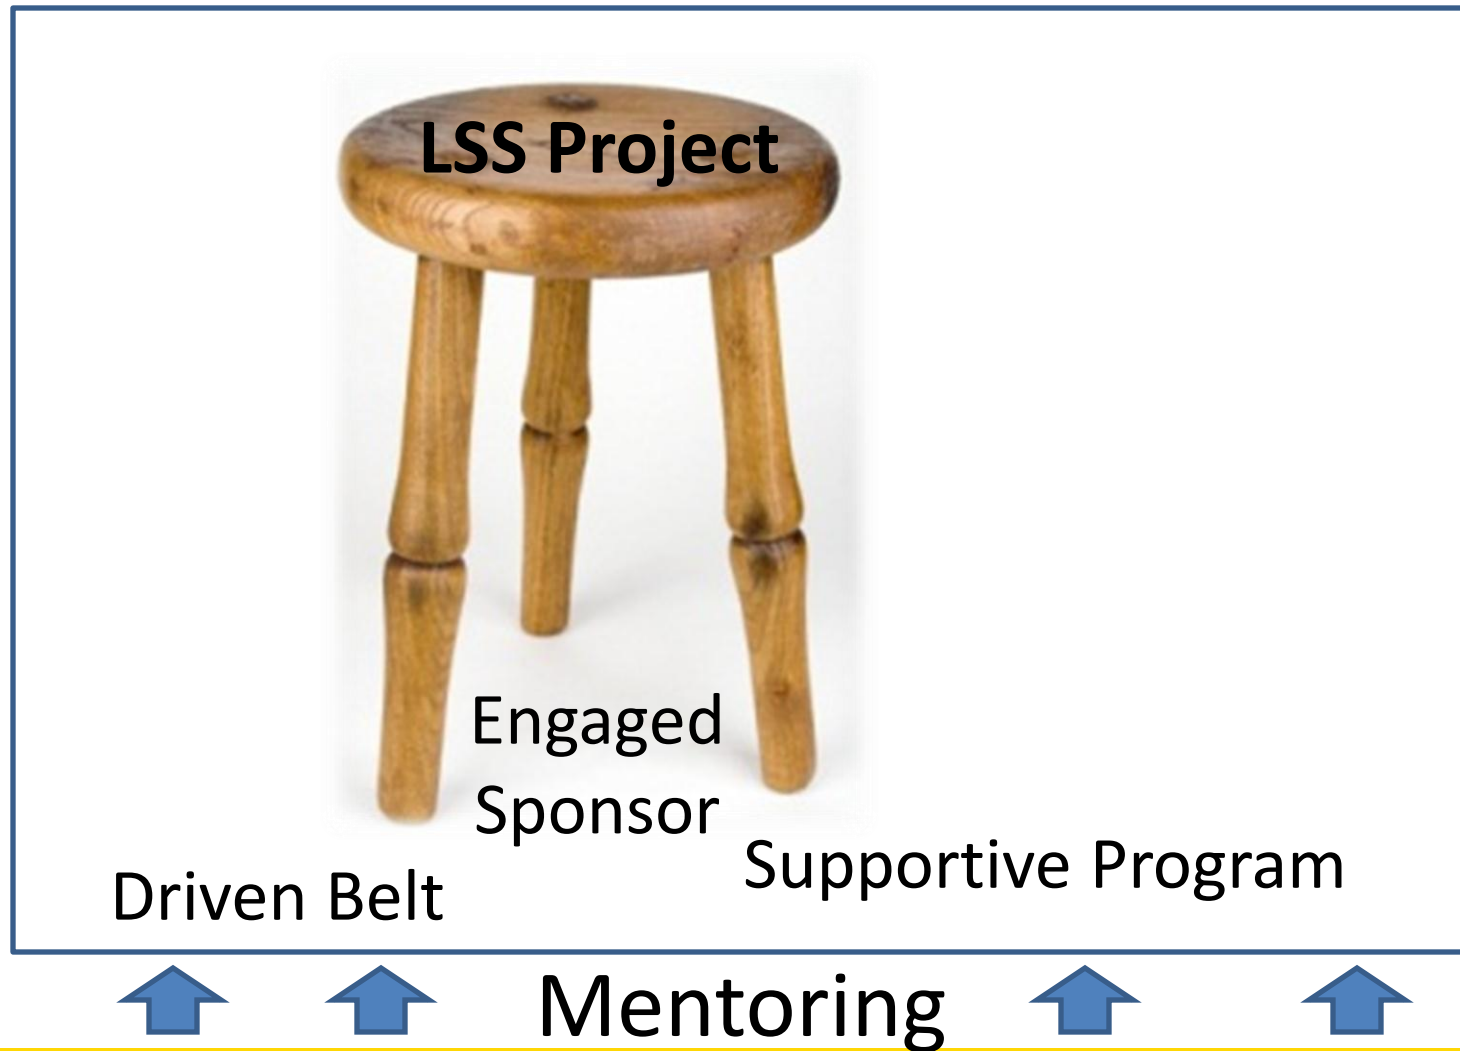 LSS Project
Engaged
Sponsor
Supportive Program
Driven Belt
Mentoring